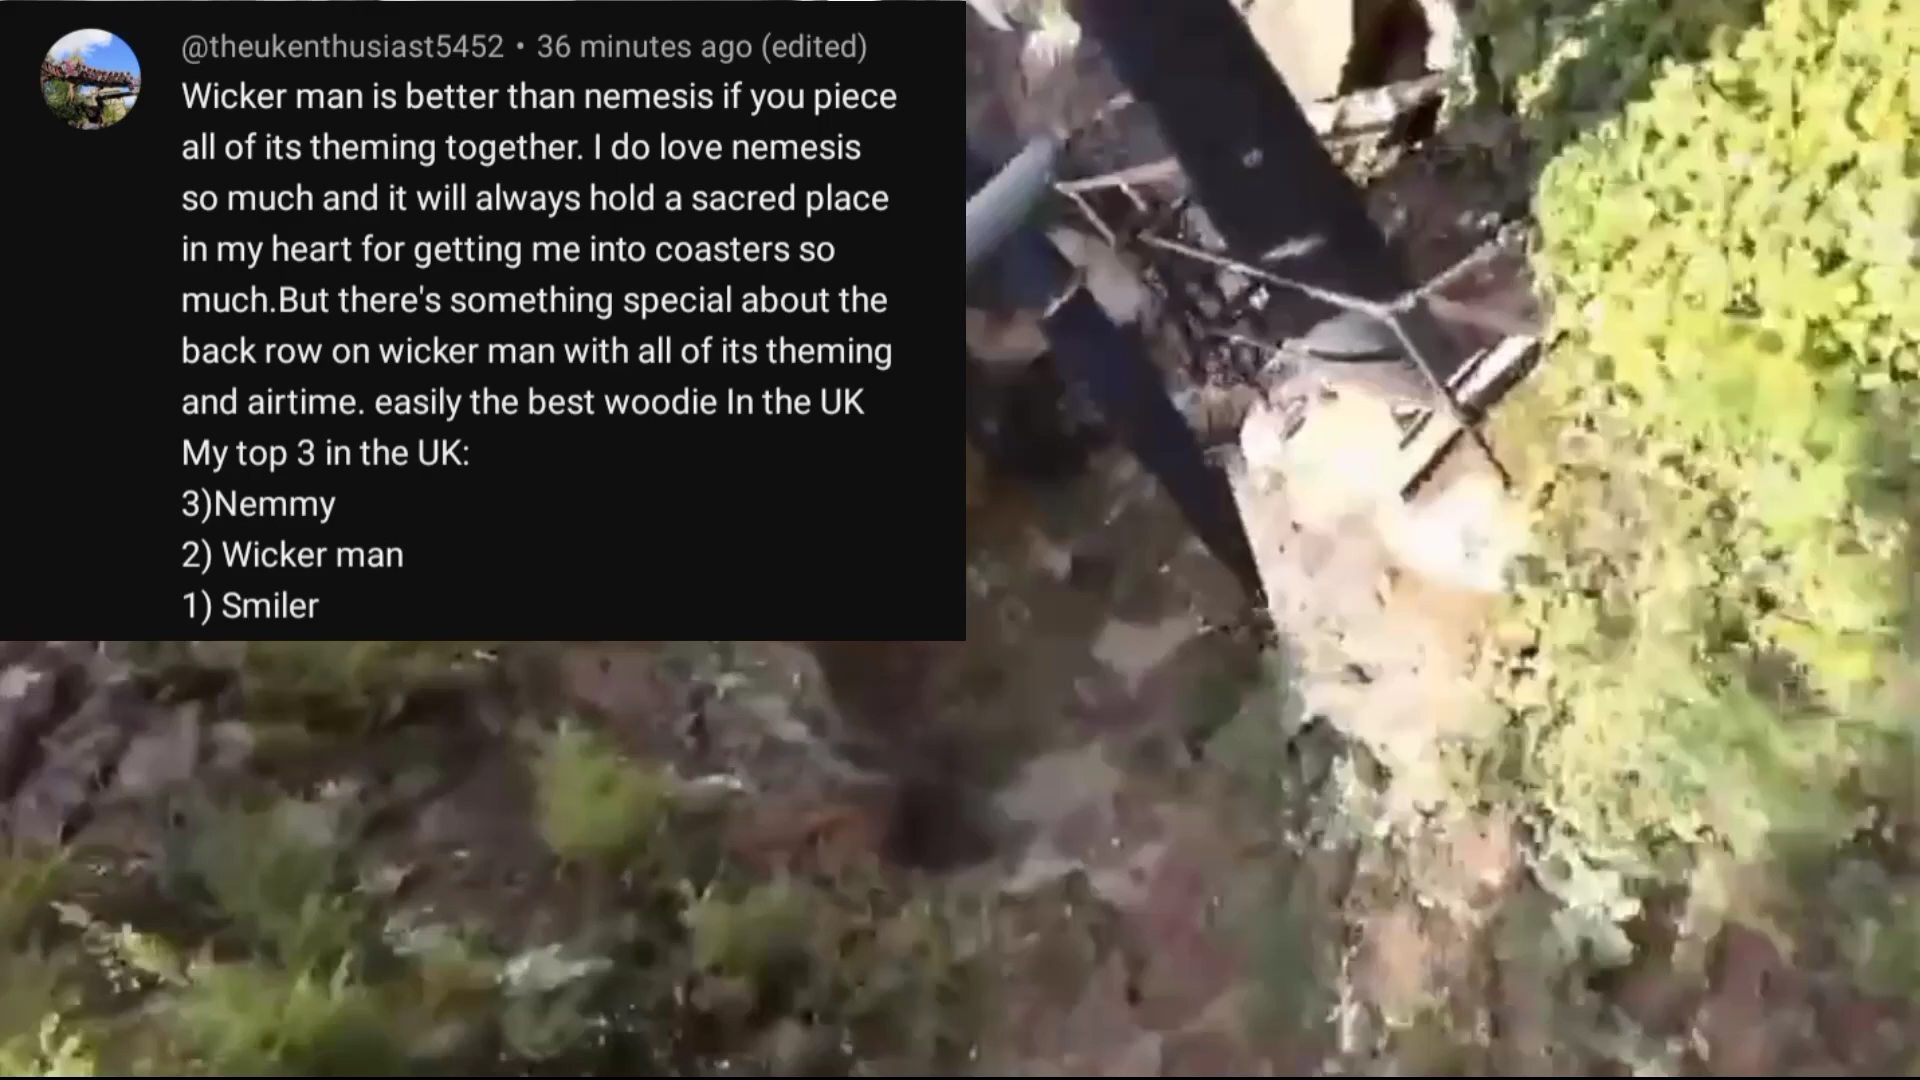 @theukenthusiast5452 • 36 minutes ago (edited)
Wicker man is better than nemesis if you piece
all of its theming together. I do love nemesis
so much and it will always hold a sacred place
in my heart for getting me into coasters so
much.But there's something special about the
back row on wicker man with all of its theming
and airtime. easily the best woodie In the UK
My top 3 in the UK:
3)Nemmy
2) Wicker man
1) Smiler